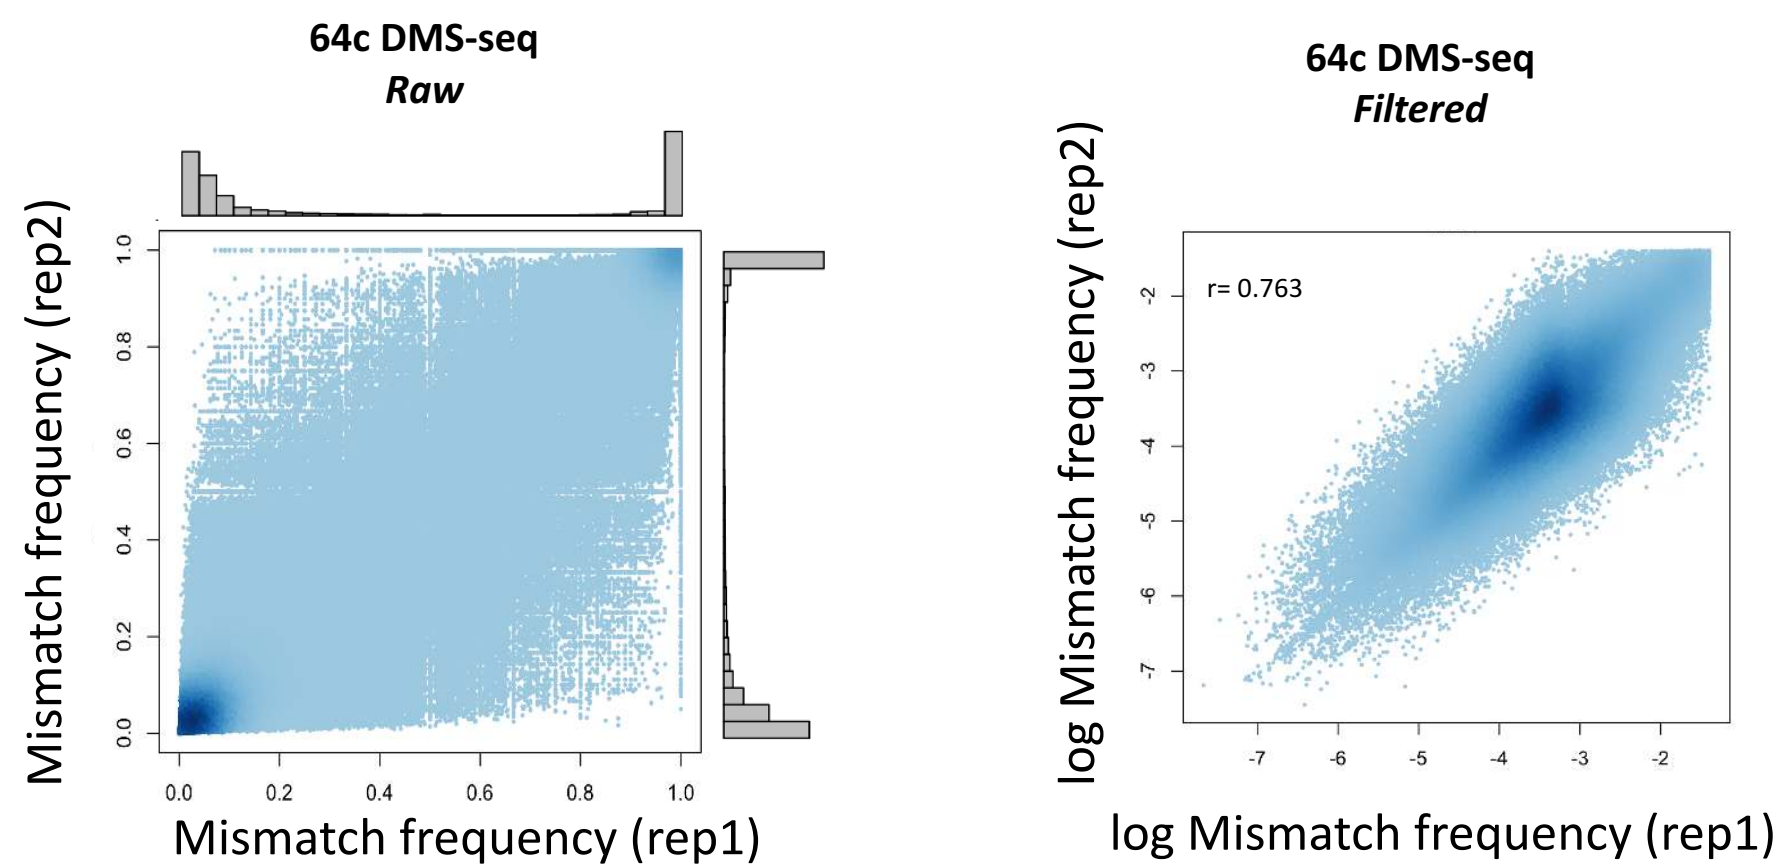 64c DMS-seq
Raw
Mismatch frequency (rep2)
1.0
0.8
0.6
0.4
0.2
0.0
0.0 0.2 0.4 0.6 0.8 1.0
Mismatch frequency (rep1)
64c DMS-seq
Filtered
log Mismatch frequency (rep2)
r= 0.763
-2
-3
-4
-5
-6
-7
-7 -6 -5 -4 -3 -2
log Mismatch frequency (rep1)